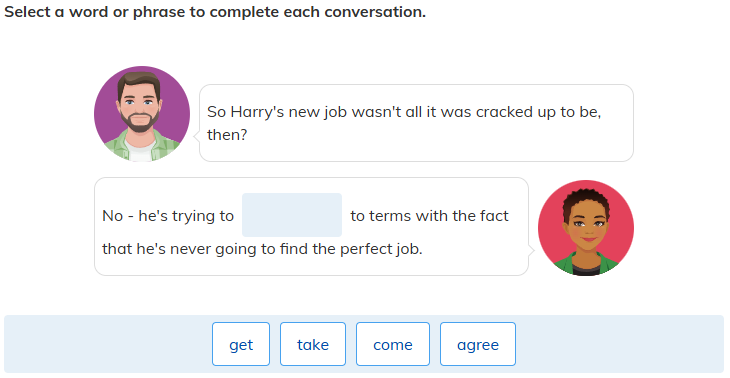 Select a word or phrase to complete each conversation.
So Harry's new job wasn't all it was cracked up to be,
then?
No - he's trying to to terms with the fact
that he's never going to find the perfect job.
get take come agree